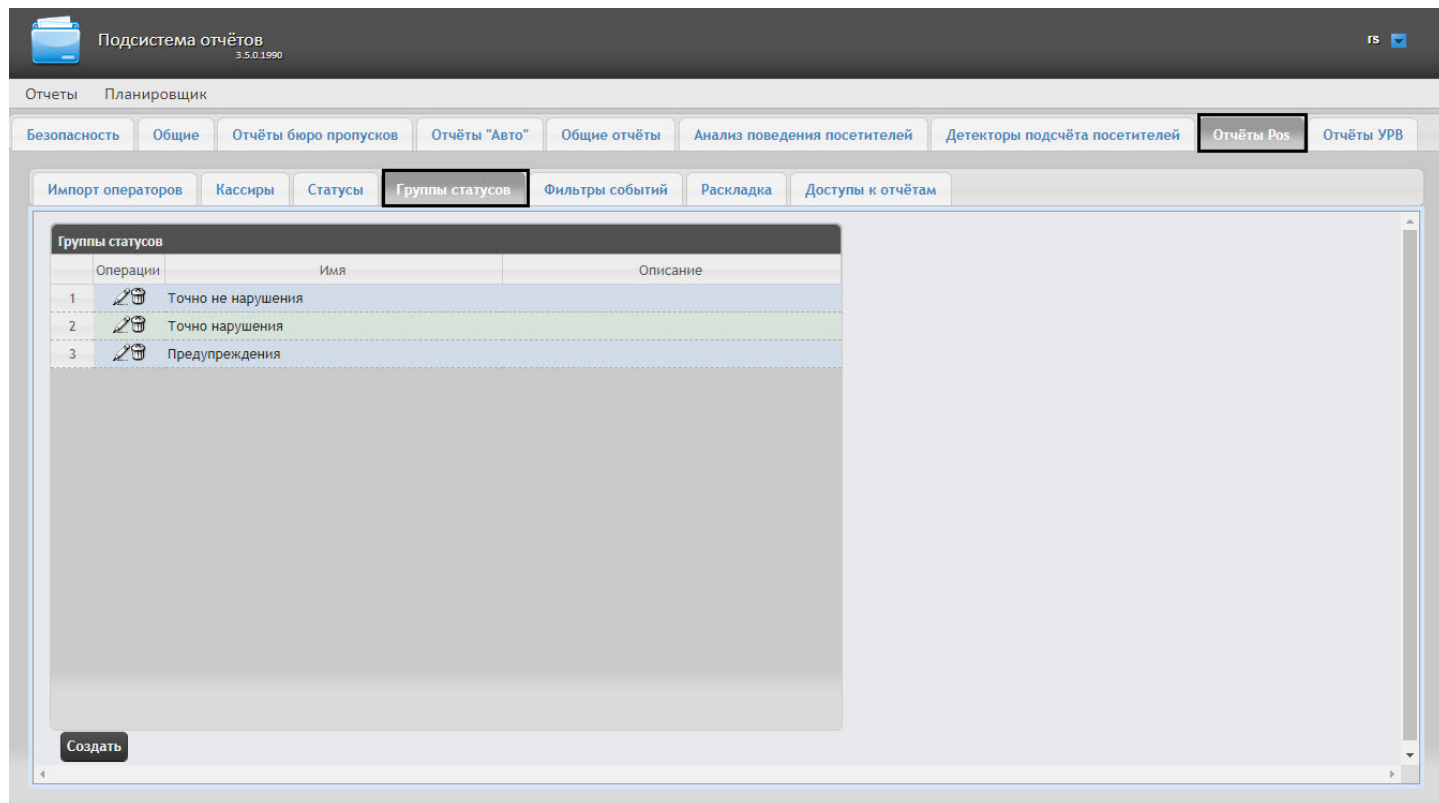 Подсистема отчётов
3.5.0.1990
rs
Отчеты Планировщик
Безопасность Общие Отчёты бюро пропусков Отчёты "Авто" Общие отчёты Анализ поведения посетителей Детекторы подсчёта посетителей Отчёты Pos Отчёты УРВ
Импорт операторов Кассиры Статусы Группы статусов Фильтры событий Раскладка Доступы к отчётам
Группы статусов
Операции Имя Описание
1 Точно не нарушения
2 Точно нарушения
3 Предупреждения
Создать